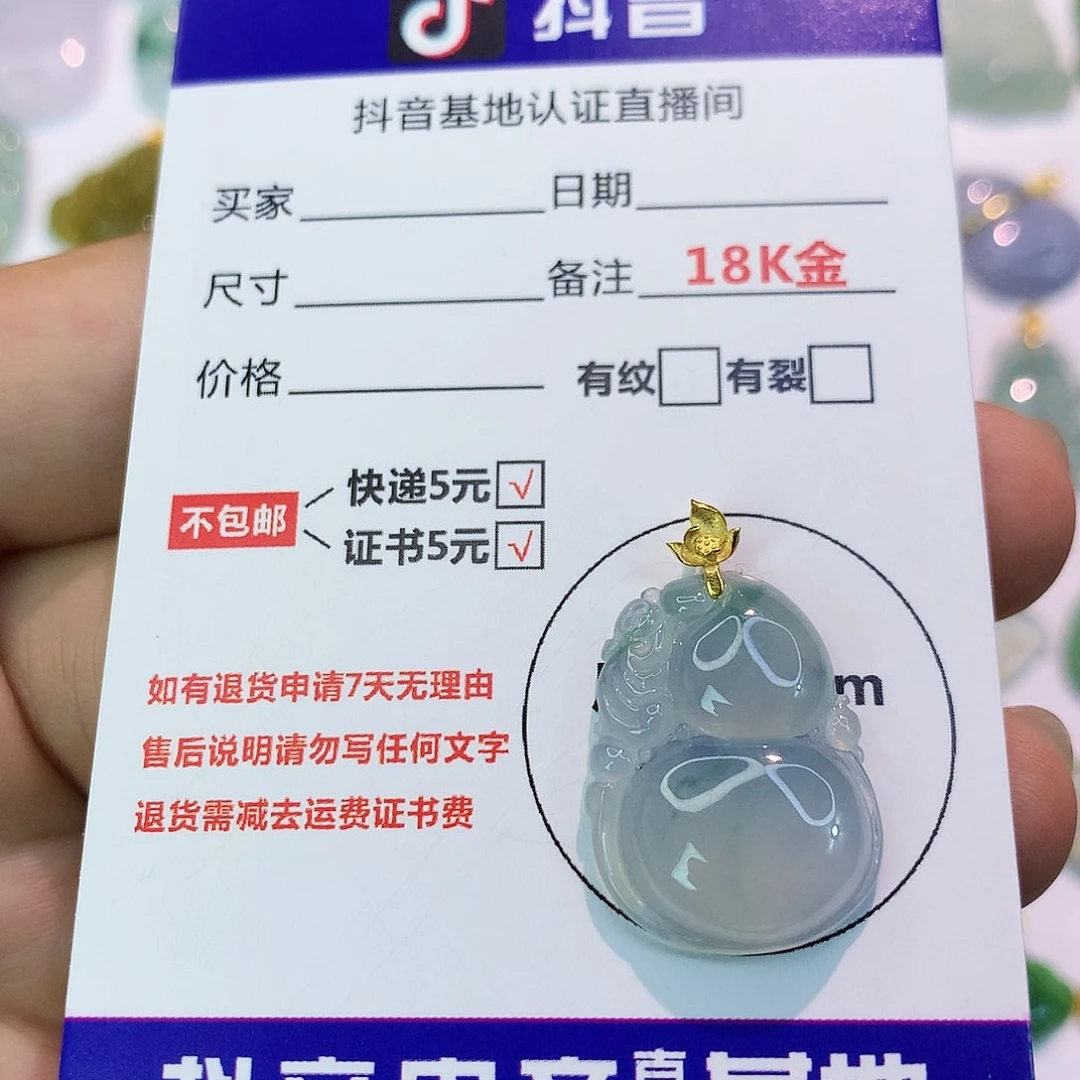 抖音
抖音基地认证直播间
买家 日期
尺寸 备注 18K金
价格 有纹 有裂
快递5元 √
不包邮
证书5元 √
如有退货申请7天无理由
售后说明请勿写任何文字
退货需减去运费证书费
m